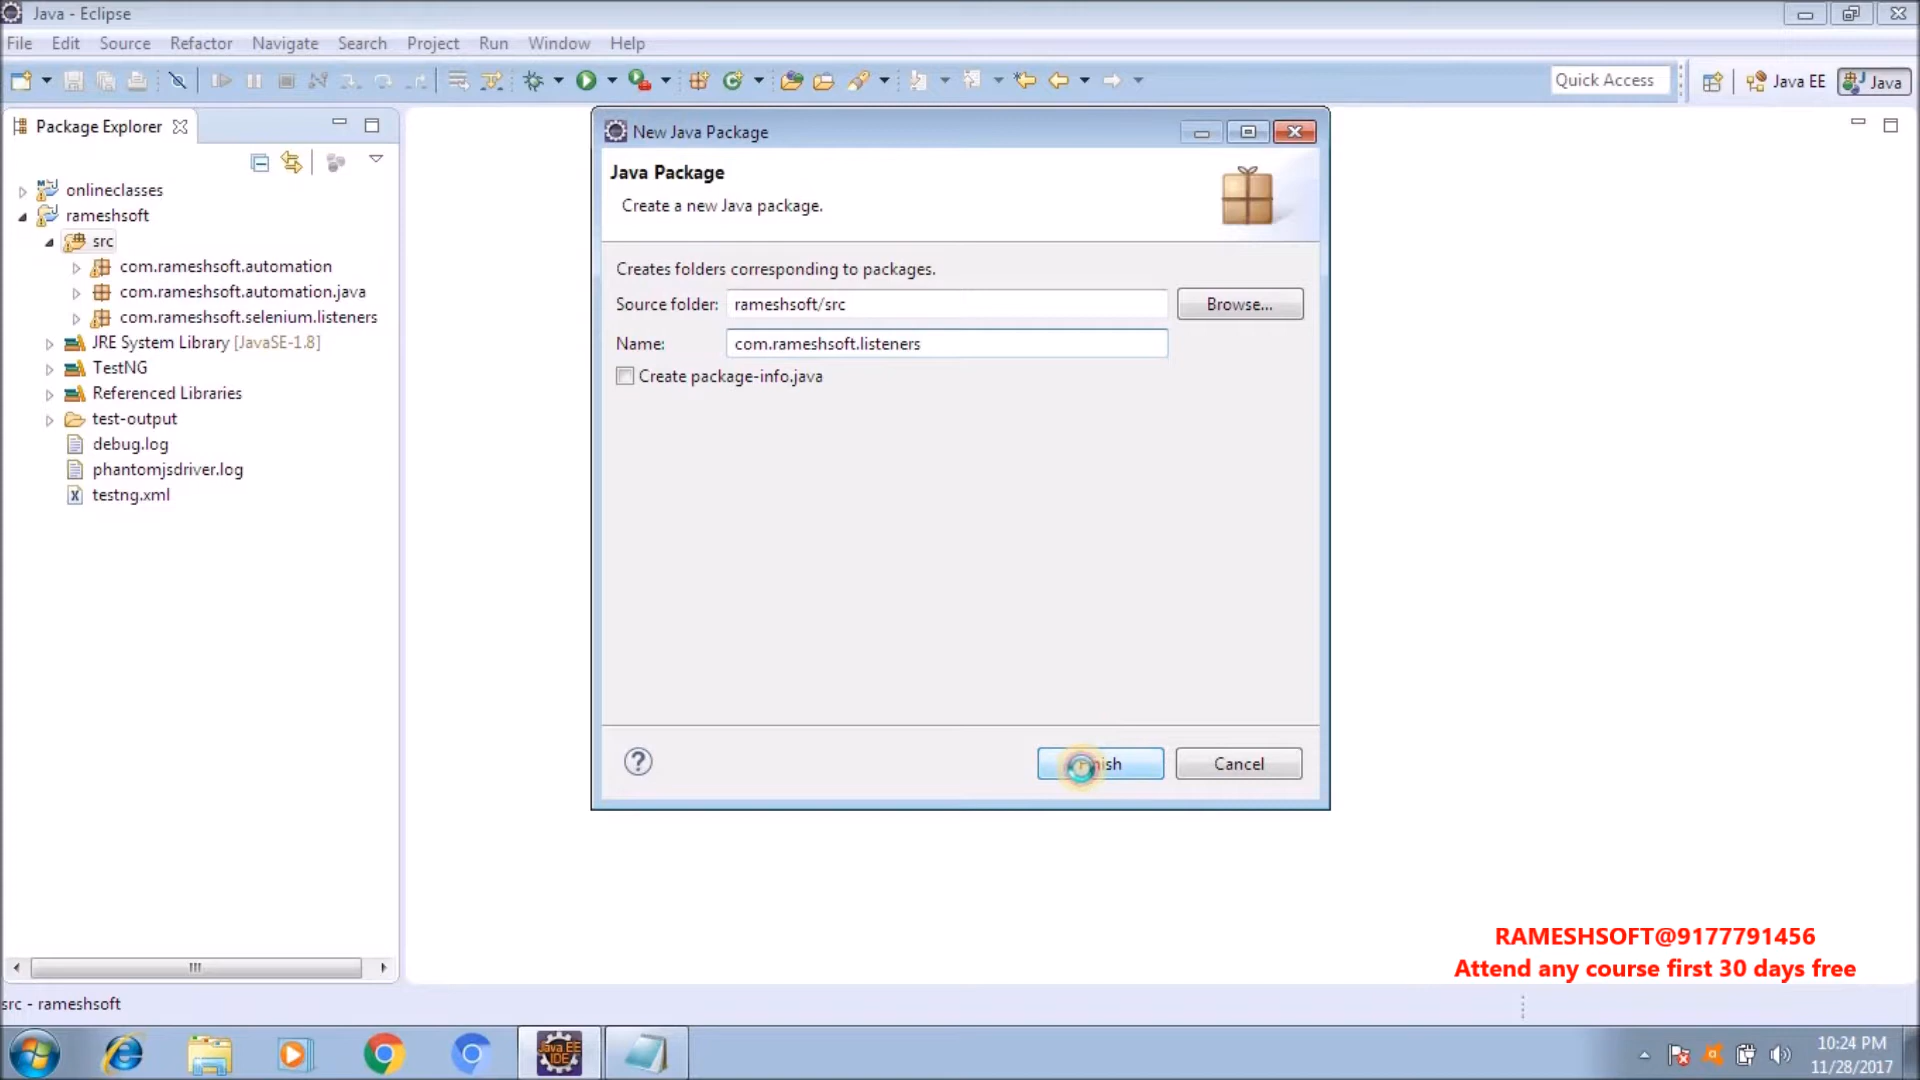 Java - Eclipse
File Edit Source Refactor Navigate Search Project Run Window Help
Quick Access
Java EE
Java
Package Explorer
onlineclasses
rameshsoft
src
com.rameshsoft.automation
com.rameshsoft.automation.java
com.rameshsoft.selenium.listeners
JRE System Library [JavaSE-1.8]
TestNG
Referenced Libraries
test-output
debug.log
phantomjsdriver.log
testng.xml
New Java Package
Java Package
Create a new Java package.
Creates folders corresponding to packages.
Source folder: rameshsoft/src Browse...
Name: com.rameshsoft.listeners
Create package-info.java
Cancel
RAMESHSOFT@9177791456
Attend any course first 30 days free
src - rameshsoft
Java EE
IDE
10:24 PM
11/28/2017